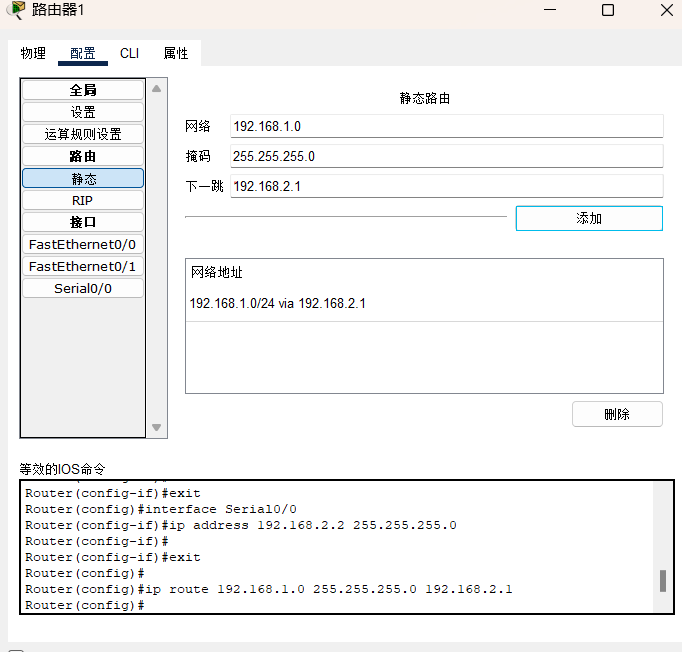 路由器1
物理 配置 CLI 属性
全局
设置
运算规则设置
路由
静态
RIP
接口
FastEthernet0/0
FastEthernet0/1
Serial0/0
静态路由
网络 192.168.1.0
掩码 255.255.255.0
下一跳 192.168.2.1
添加
网络地址
192.168.1.0/24 via 192.168.2.1
删除
等效的IOS命令
Router(config-if)#exit
Router(config)#interface Serial0/0
Router(config-if)#ip address 192.168.2.2 255.255.255.0
Router(config-if)#
Router(config-if)#exit
Router(config)#
Router(config)#ip route 192.168.1.0 255.255.255.0 192.168.2.1
Router(config)#